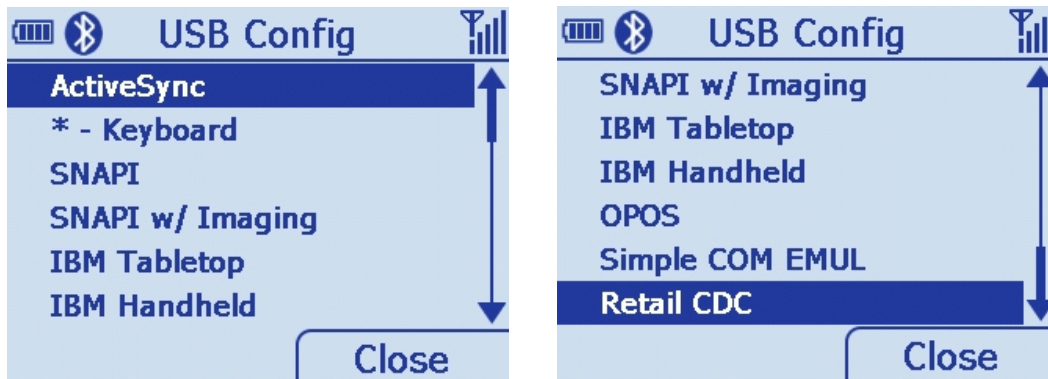 USB Config
ActiveSync
* - Keyboard
SNAPI
SNAPI w/ Imaging
IBM Tabletop
IBM Handheld
Close
USB Config
SNAPI w/ Imaging
IBM Tabletop
IBM Handheld
OPOS
Simple COM EMUL
Retail CDC
Close